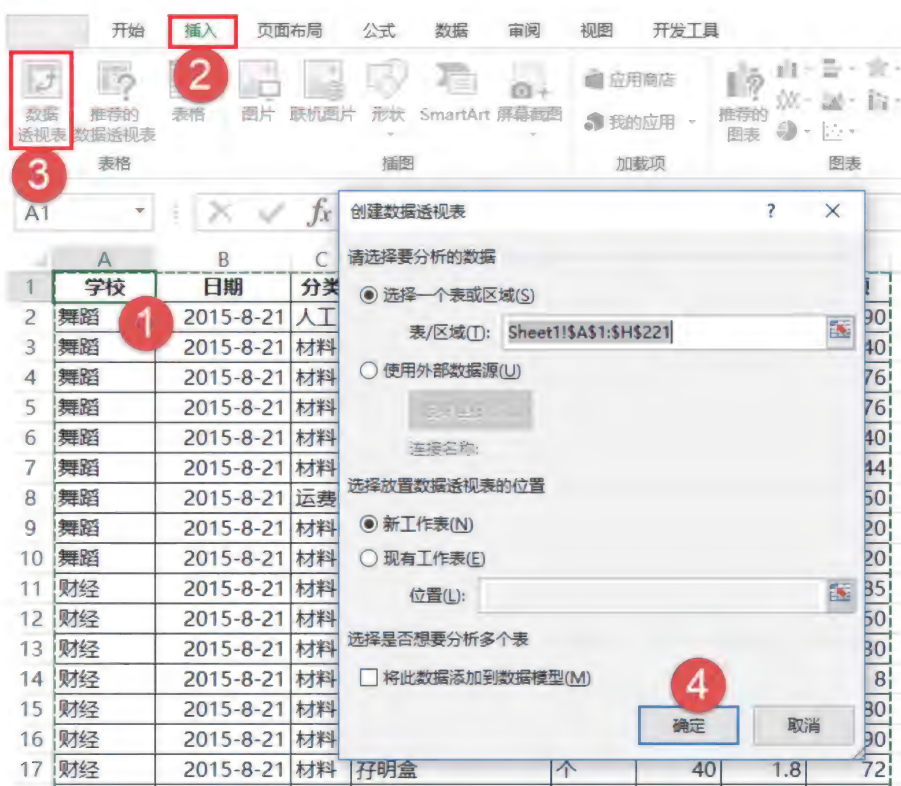 开始 插入 页面布局 公式 数据 审阅 视图 开发工具
2
数据
透视表
推荐的
数据透视表
表格
图片
联机图片
形状
SmartArt
屏幕截图
应用商店
我的应用
推荐的
图表
3
表格 插图 加载项 图表
A1 fx
创建数据透视表 ?
请选择要分析的数据
选择一个表或区域(S)
表/区域(T): Sheet1!$A$1:$H$221
使用外部数据源(U)
连接名称:
选择放置数据透视表的位置
新工作表(N)
现有工作表(E)
位置(L):
选择是否想要分析多个表
将此数据添加到数据模型(M)
4
确定 取消
A B C
1 学校 日期 分类
1
2 舞蹈 2015-8-21 人工 90
3 舞蹈 2015-8-21 材料 40
4 舞蹈 2015-8-21 材料 76
5 舞蹈 2015-8-21 材料 76
6 舞蹈 2015-8-21 材料 40
7 舞蹈 2015-8-21 材料 44
8 舞蹈 2015-8-21 运费 50
9 舞蹈 2015-8-21 材料 20
10 舞蹈 2015-8-21 材料 20
11 财经 2015-8-21 材料 85
12 财经 2015-8-21 材料 50
13 财经 2015-8-21 材料 30
14 财经 2015-8-21 材料 8
15 财经 2015-8-21 材料 80
16 财经 2015-8-21 材料 90
17 财经 2015-8-21 材料 孖明盒 个 40 1.8 72